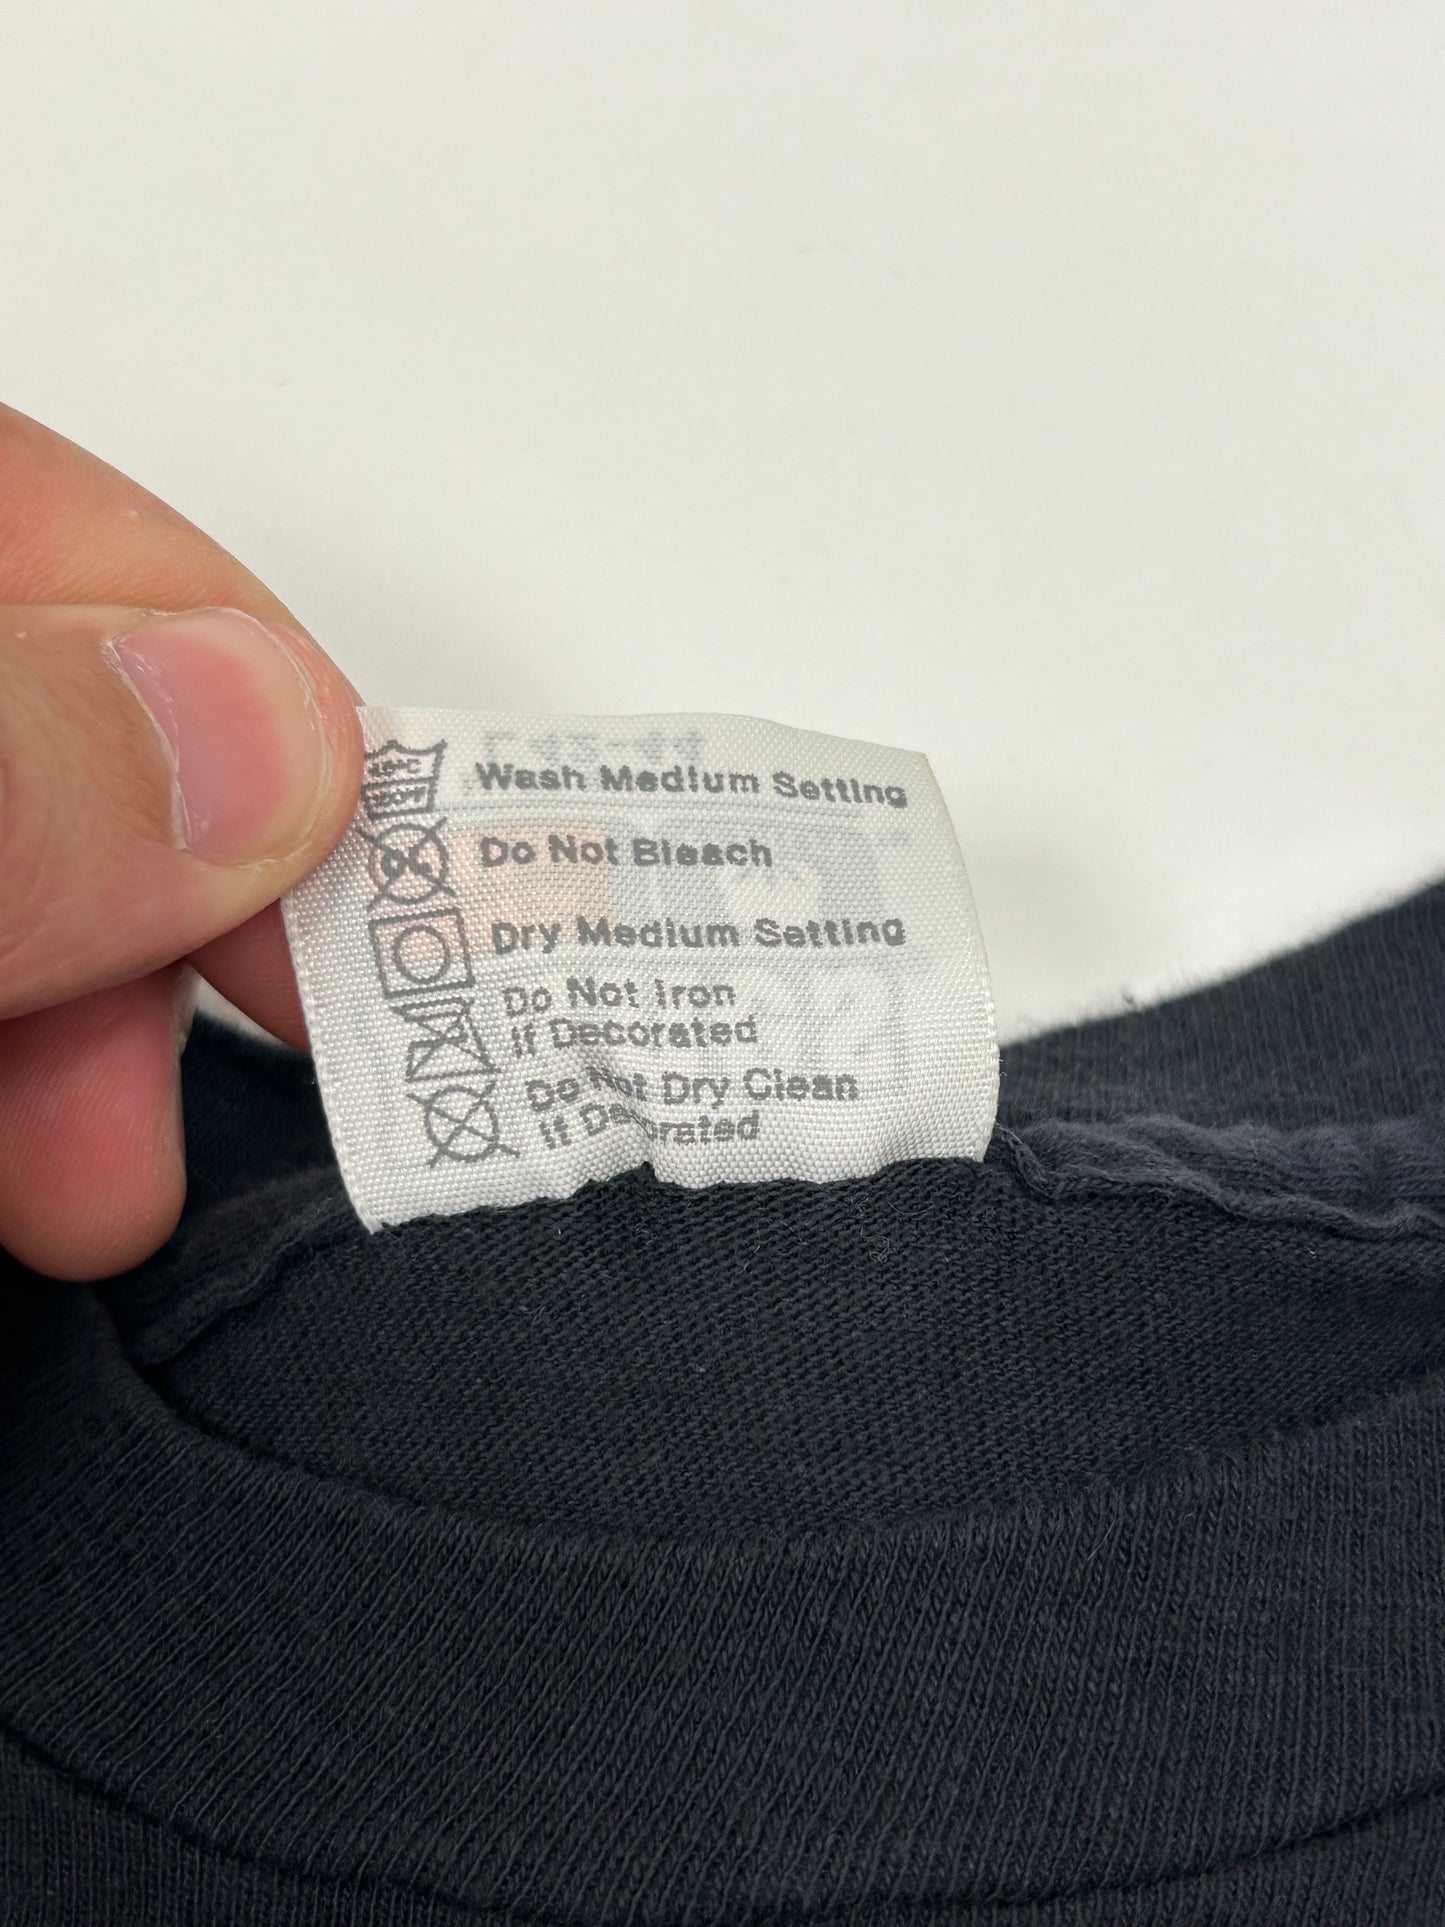 40°C
Wash Medium Setting
Do Not Bleach
Dry Medium Setting
Do Not Iron
If Decorated
Do Not Dry Clean
If Decorated